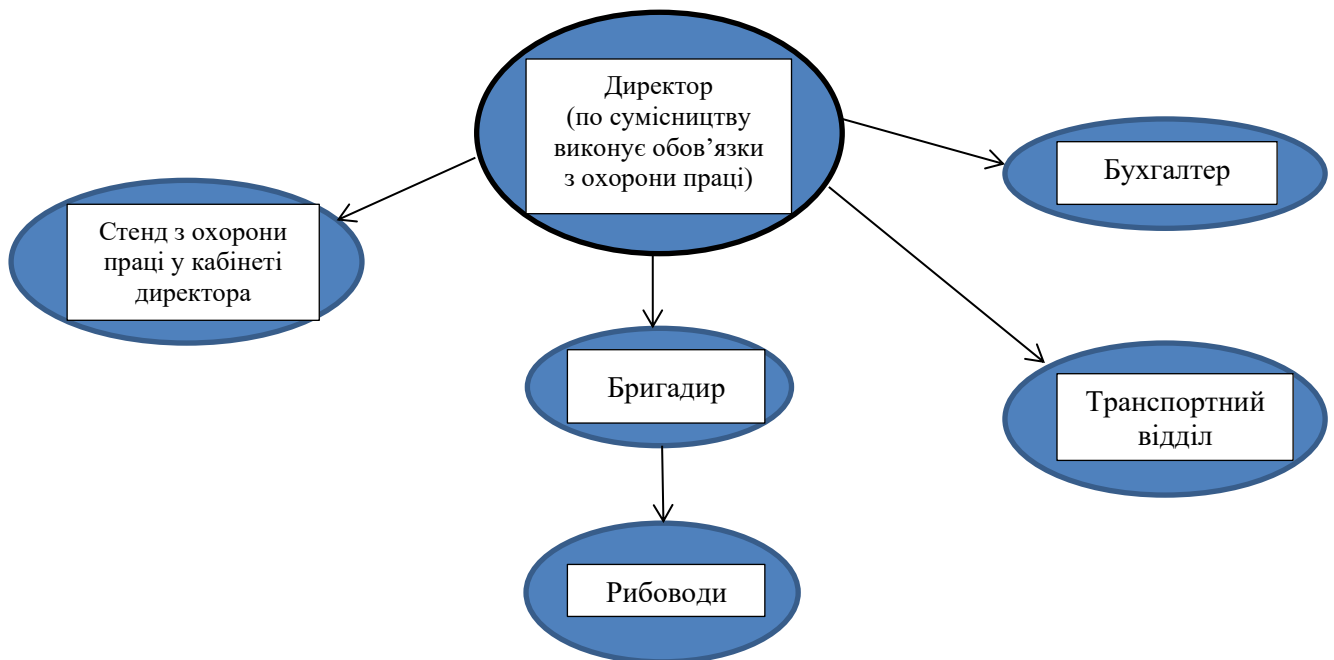 Директор
(по сумісництву
виконує обов’язки
з охорони праці)
Бухгалтер
Стенд з охорони
праці у кабінеті
директора
Бригадир
Транспортний
відділ
Рибоводи